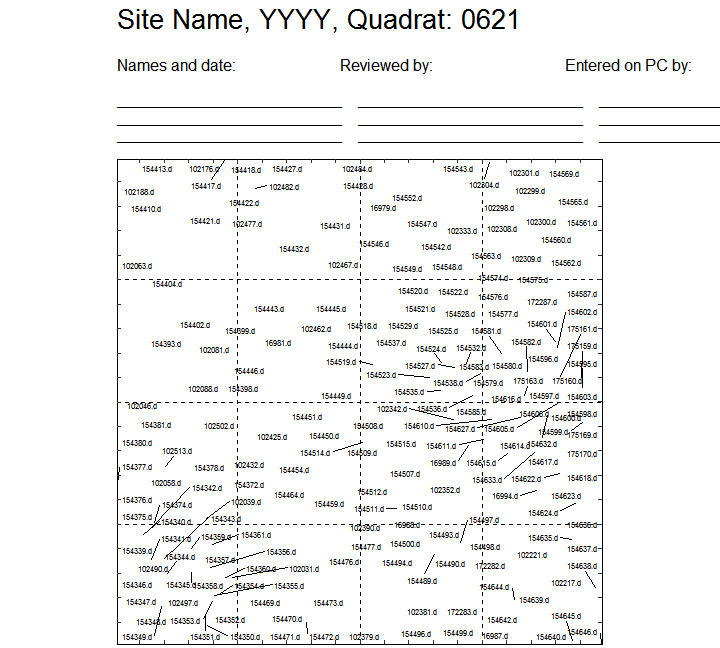 Site Name, YYYY, Quadrat: 0621
Names and date: Reviewed by: Entered on PC by:
154413.d 102176.d 154418.d 154427.d 102484.d 154543.d 102301.d 154569.d
154417.d 102482.d 154428.d 102304.d
102188.d 102299.d
154410.d 154422.d 16979.d 154552.d 102298.d 154565.d
154421.d 102477.d 154431.d 154547.d 102333.d 102308.d 102300.d 154561.d
154432.d 154546.d 154542.d 154560.d
102063.d 102467.d 154549.d 154548.d 154563.d 102309.d 154562.d
154404.d 154574.d 154575.d
154520.d 154522.d 154576.d 154587.d
154443.d 154445.d 154521.d 154528.d 154577.d 172287.d 154602.d
154402.d 154399.d 102462.d 154518.d 154529.d 154525.d 154581.d 154601.d 175161.d
154393.d 102081.d 16981.d 154444.d 154537.d 154524.d 154532.d 154582.d 175159.d
154446.d 154519.d 154527.d 154583.d 154580.d 154596.d 154595.d
154523.d 154538.d 154579.d 175163.d 175160.d
102088.d 154398.d 154449.d 154535.d 154616.d 154597.d 154603.d
102046.d 102342.d 154536.d 154585.d 154606.d 154598.d
154381.d 102502.d 154451.d 154508.d 154610.d 154627.d 154605.d 154600.d
102425.d 154450.d 154599.d 175169.d
154380.d 102513.d 154514.d 154509.d 154515.d 154611.d 154614.d 154632.d 175170.d
154377.d 154378.d 102432.d 154454.d 154507.d 16989.d 154615.d 154617.d
102058.d 154342.d 154372.d 154512.d 102352.d 154633.d 154622.d 154618.d
154376.d 154374.d 102039.d 154464.d 154459.d 154511.d 154510.d 16994.d 154623.d
154375.d 154340.d 154343.d 102390.d 16968.d 154497.d 154624.d 154636.d
154341.d 154359.d 154361.d 154493.d 154635.d
154339.d 154344.d 154357.d 154356.d 154477.d 154500.d 154498.d 102221.d 154637.d
102490.d 154360.d 102031.d 154476.d 154494.d 154490.d 172282.d 154638.d
154346.d 154345.d 154358.d 154354.d 154355.d 154489.d 154644.d 102217.d
154347.d 102497.d 154469.d 154473.d 154639.d
154348.d 154353.d 154352.d 154470.d 102381.d 172283.d 154642.d 154645.d
154349.d 154351.d 154350.d 154471.d 154472.d 102379.d 154496.d 154499.d 16987.d 154640.d 154646.d